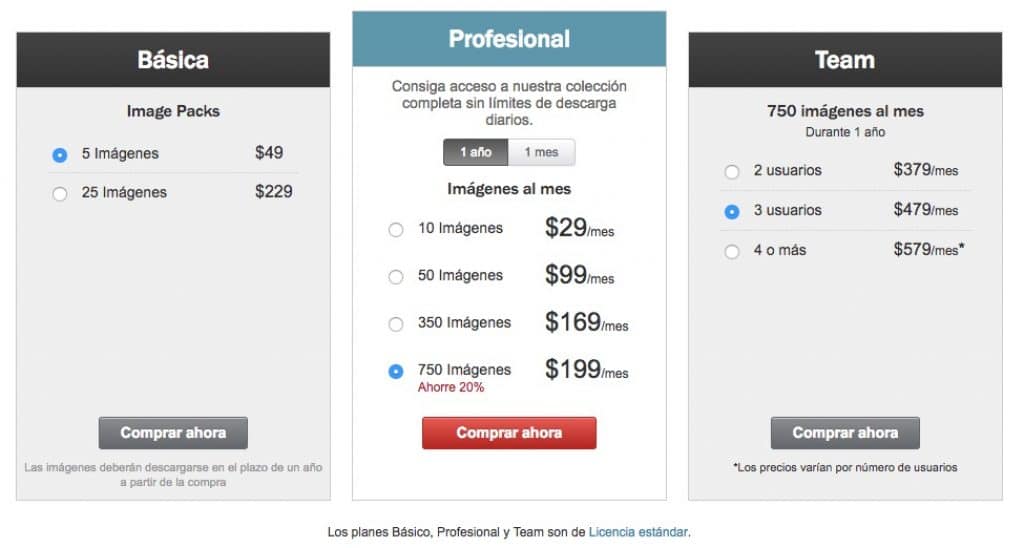 Básica
Image Packs
5 Imágenes $49
25 Imágenes $229
Comprar ahora
Las imágenes deberán descargarse en el plazo de un año
a partir de la compra
Profesional
Consiga acceso a nuestra colección
completa sin límites de descarga
diarios.
1 año 1 mes
Imágenes al mes
10 Imágenes $29/mes
50 Imágenes $99/mes
350 Imágenes $169/mes
750 Imágenes $199/mes
Ahorre 20%
Comprar ahora
Team
750 imágenes al mes
Durante 1 año
2 usuarios $379/mes
3 usuarios $479/mes
4 o más $579/mes*
Comprar ahora
*Los precios varían por número de usuarios
Los planes Básico, Profesional y Team son de Licencia estándar.